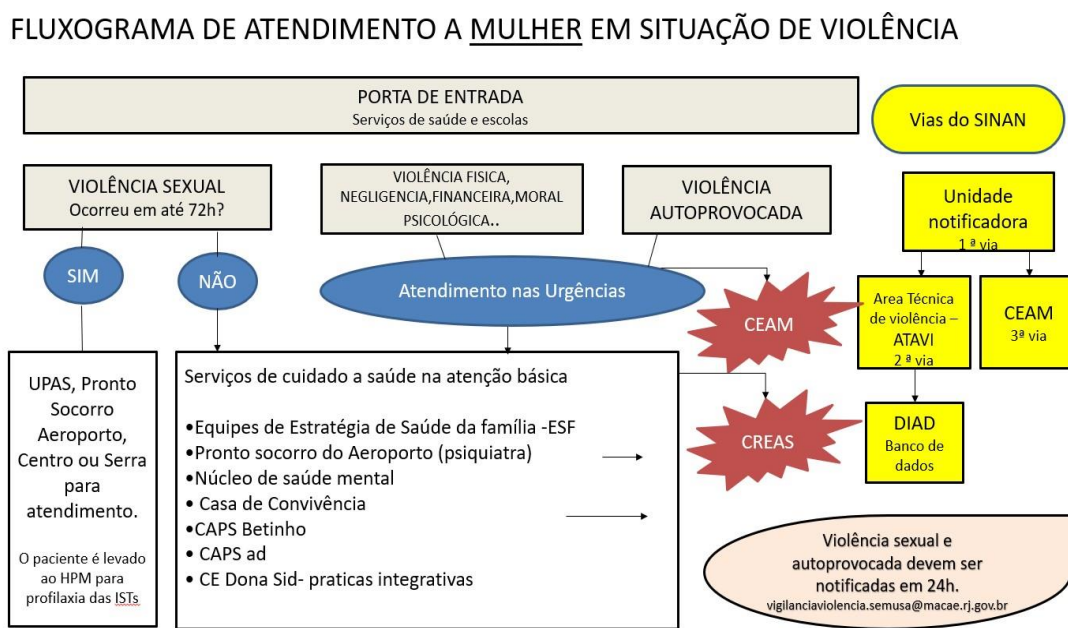 FLUXOGRAMA DE ATENDIMENTO A MULHER EM SITUAÇÃO DE VIOLÊNCIA
PORTA DE ENTRADA
Serviços de saúde e escolas
Vias do SINAN
VIOLÊNCIA SEXUAL
Ocorreu em até 72h?
VIOLÊNCIA FISICA,
NEGLIGENCIA,FINANCEIRA,MORAL
PSICOLÓGICA..
VIOLÊNCIA
AUTOPROVOCADA
Unidade
notificadora
1 ª via
SIM
NÃO
Atendimento nas Urgências
CEAM
Area Técnica
de violência –
ATAVI
2 ª via
CEAM
3ª via
UPAS, Pronto
Socorro
Aeroporto,
Centro ou Serra
para
atendimento.
O paciente é levado
ao HPM para
profilaxia das ISTs
Serviços de cuidado a saúde na atenção básica
•Equipes de Estratégia de Saúde da família -ESF
•Pronto socorro do Aeroporto (psiquiatra)
•Núcleo de saúde mental
• Casa de Convivência
•CAPS Betinho
• CAPS ad
• CE Dona Sid- praticas integrativas
CREAS
DIAD
Banco de
dados
Violência sexual e
autoprovocada devem ser
notificadas em 24h.
vigilanciaviolencia.semusa@macae.rj.gov.br